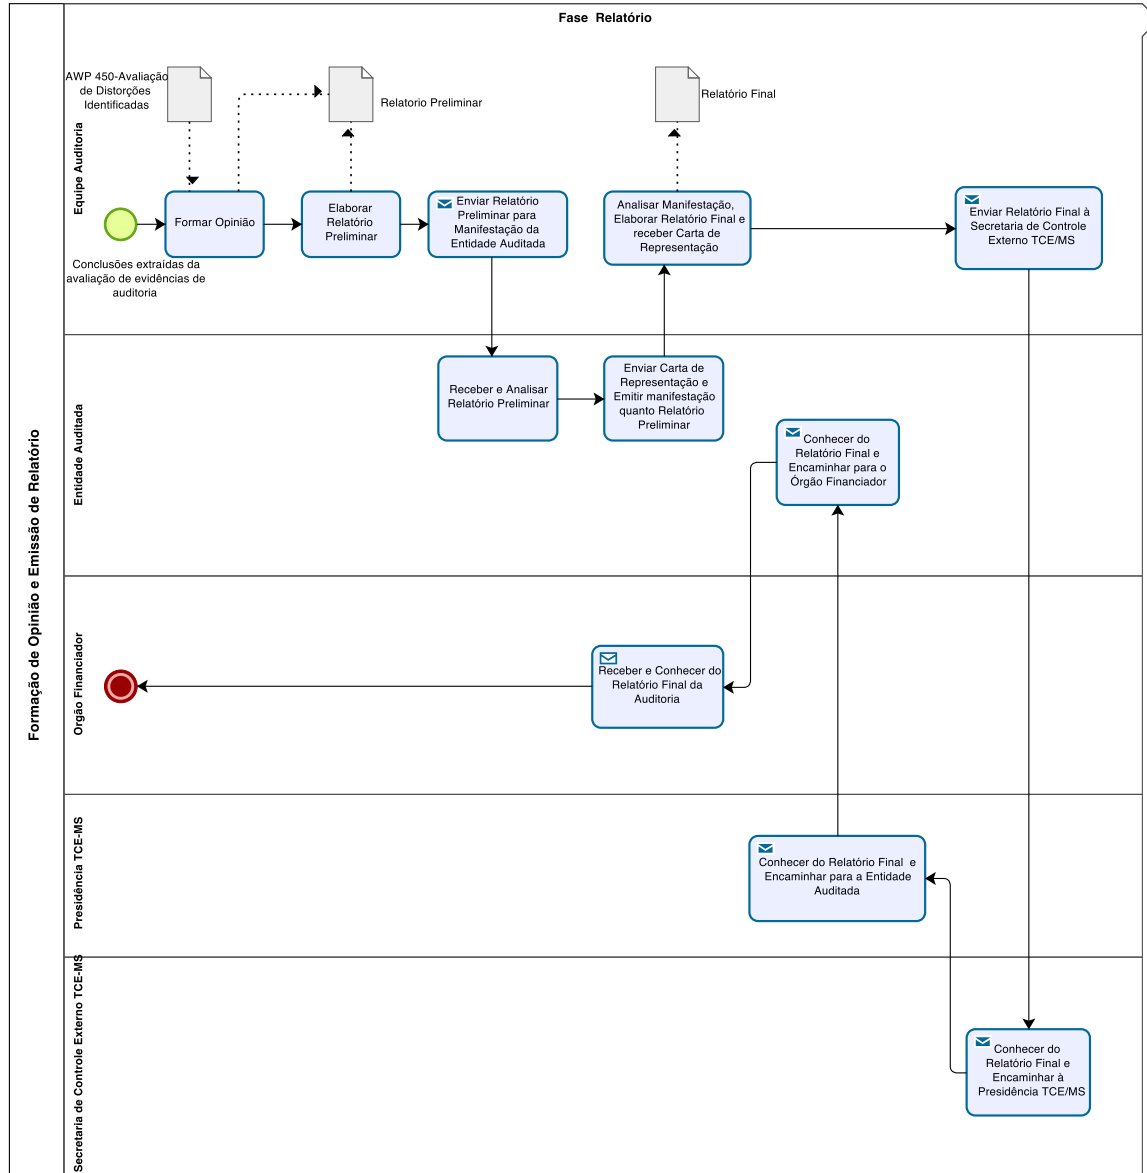 Fase  Relatório
Formação de Opinião e Emissão de Relatório
Equipe Auditoria
AWP 450-Avaliação
de Distorções
Identificadas
Relatorio Preliminar
Relatório Final
Conclusões extraídas da
avaliação de evidências de
auditoria
Formar Opinião
Elaborar
Relatório
Preliminar
Enviar Relatório
Preliminar para
Manifestação da
Entidade Auditada
Analisar Manifestação,
Elaborar Relatório Final e
receber Carta de
Representação
Enviar Relatório Final à
Secretaria de Controle
Externo TCE/MS
Entidade Auditada
Receber e Analisar
Relatório Preliminar
Enviar Carta de
Representação e
Emitir manifestação
quanto Relatório
Preliminar
Conhecer do
Relatório Final e
Encaminhar para o
Órgão Financiador
Orgão Financiador
Receber e Conhecer do
Relatório Final da
Auditoria
Presidência TCE-MS
Conhecer do Relatório Final  e
Encaminhar para a Entidade
Auditada
Secretaria de Controle Externo TCE-MS
Conhecer do
Relatório Final e
Encaminhar à
Presidência TCE/MS